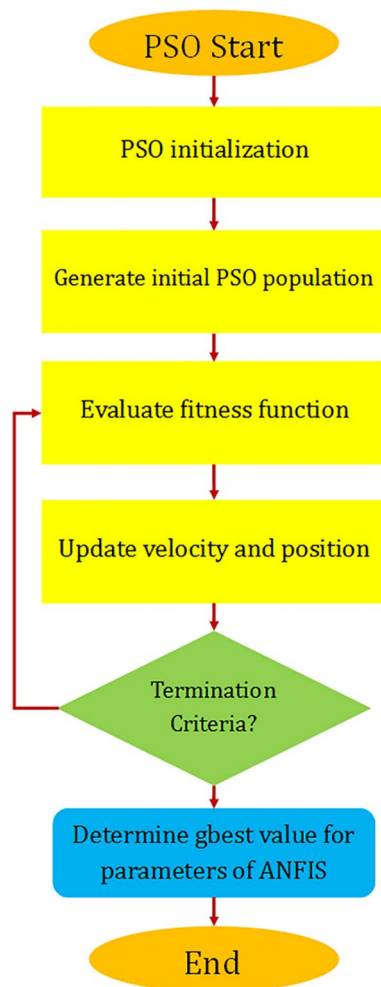 PSO Start
PSO initialization
Generate initial PSO population
Evaluate fitness function
Update velocity and position
Termination
Criteria?
Determine gbest value for
parameters of ANFIS
End